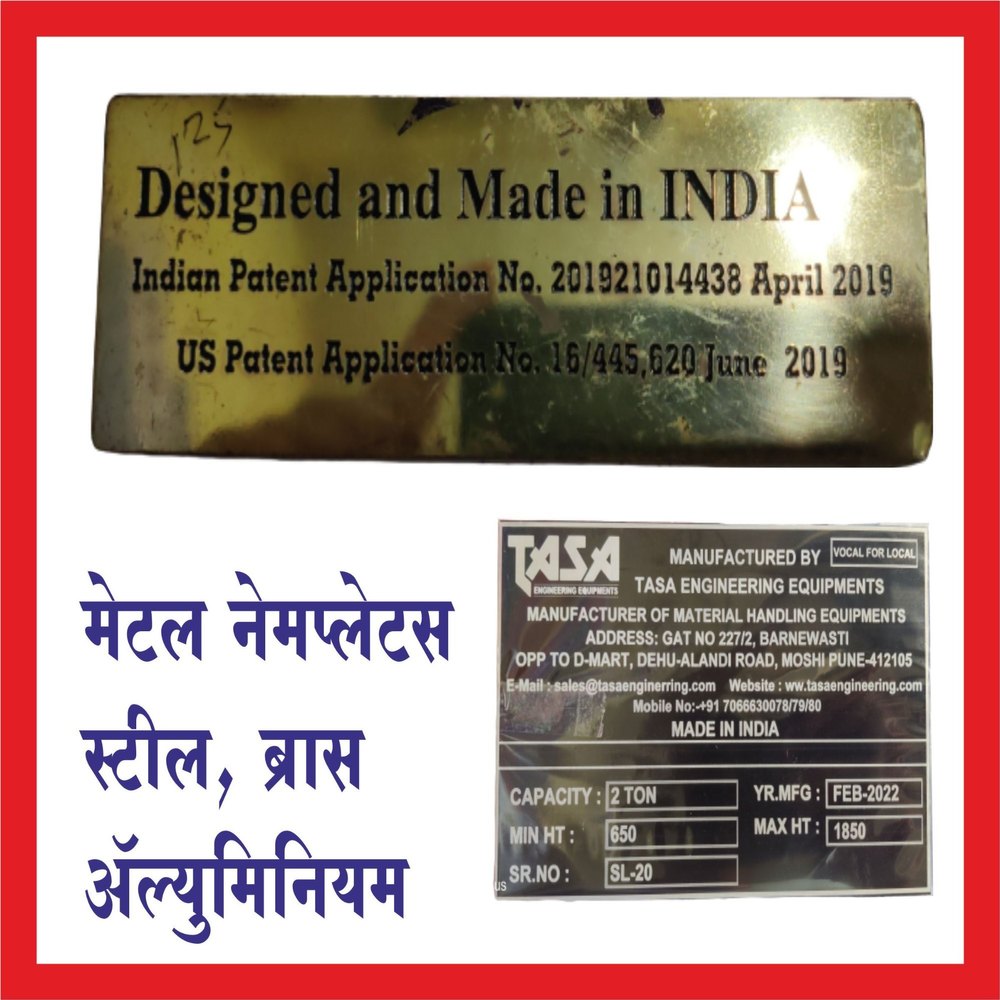 125
Designed and Made in INDIA
Indian Patent Application No. 201921014438 April 2019
US Patent Application No. 16/445,620 June 2019
मेटल नेमप्लेटस
स्टील, ब्रास
ॲल्युमिनियम
TASA
ENGINEERING EQUIPMENTS
MANUFACTURED BY
VOCAL FOR LOCAL
TASA ENGINEERING EQUIPMENTS
MANUFACTURER OF MATERIAL HANDLING EQUIPMENTS
ADDRESS: GAT NO 227/2, BARNEWASTI
OPP TO D-MART, DEHU-ALANDI ROAD, MOSHI PUNE-412105
E-Mail : sales@tasaenginerring.com Website : ww.tasaengineering.com
Mobile No:-+91 7066630078/79/80
MADE IN INDIA
CAPACITY : 2 TON YR.MFG : FEB-2022
MIN HT : 650 MAX HT : 1850
SR.NO : SL-20
us